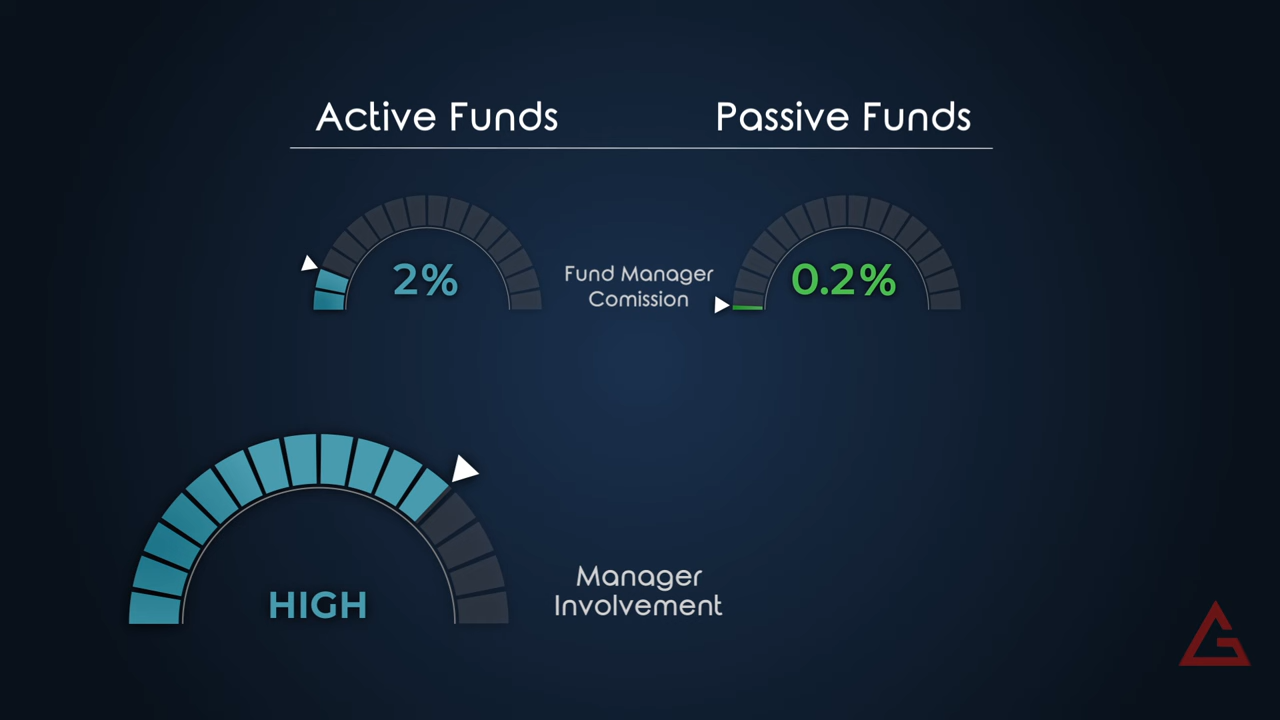 Active Funds
Passive Funds
2%
Fund Manager
Comission
0.2%
HIGH
Manager
Involvement